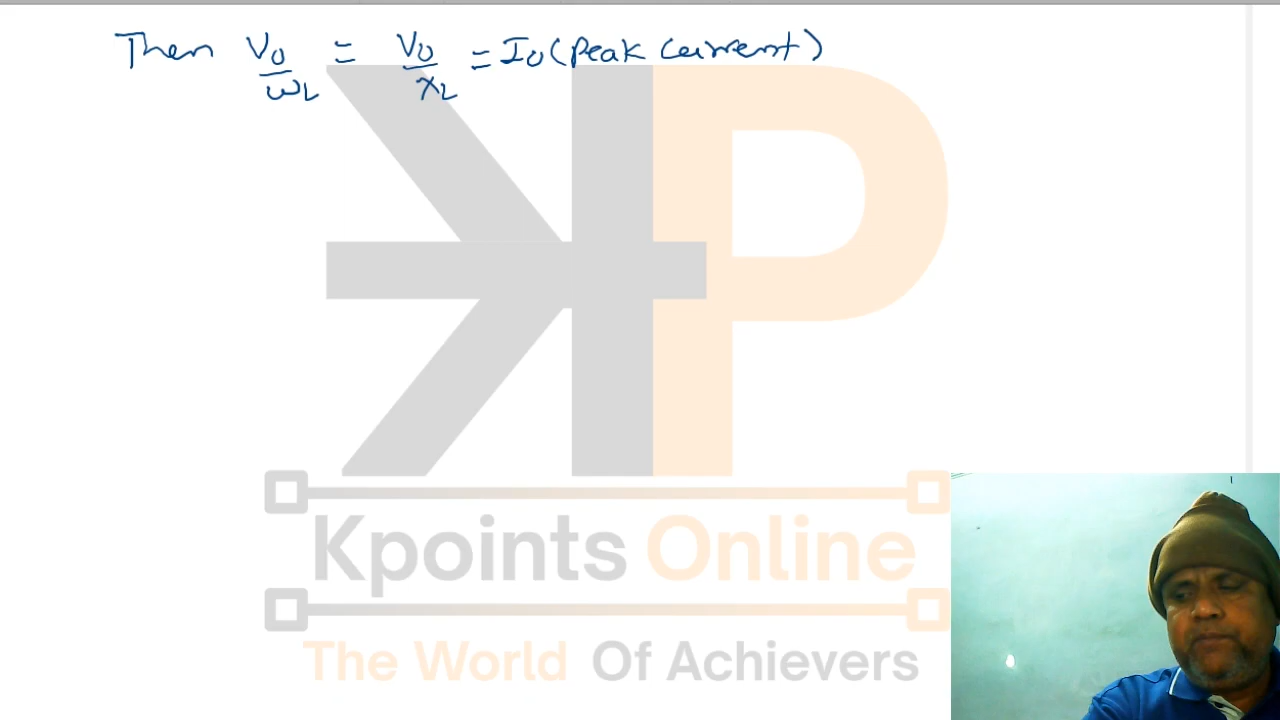 Then V0/ωL = V0/XL = I0 (Peak Current)
Kpoints Online
The World Of Achievers